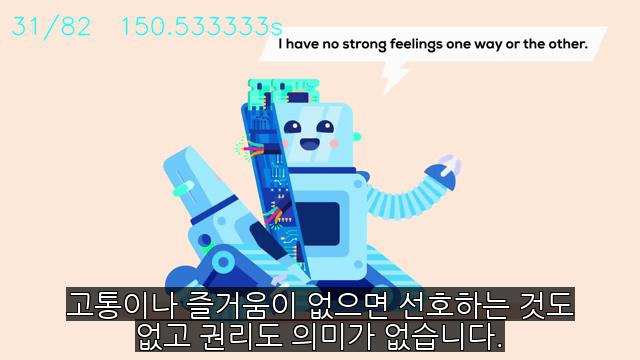 31/82 150.533333s
I have no strong feelings one way or the other.
고통이나 즐거움이 없으면 선호하는 것도
없고 권리도 의미가 없습니다.